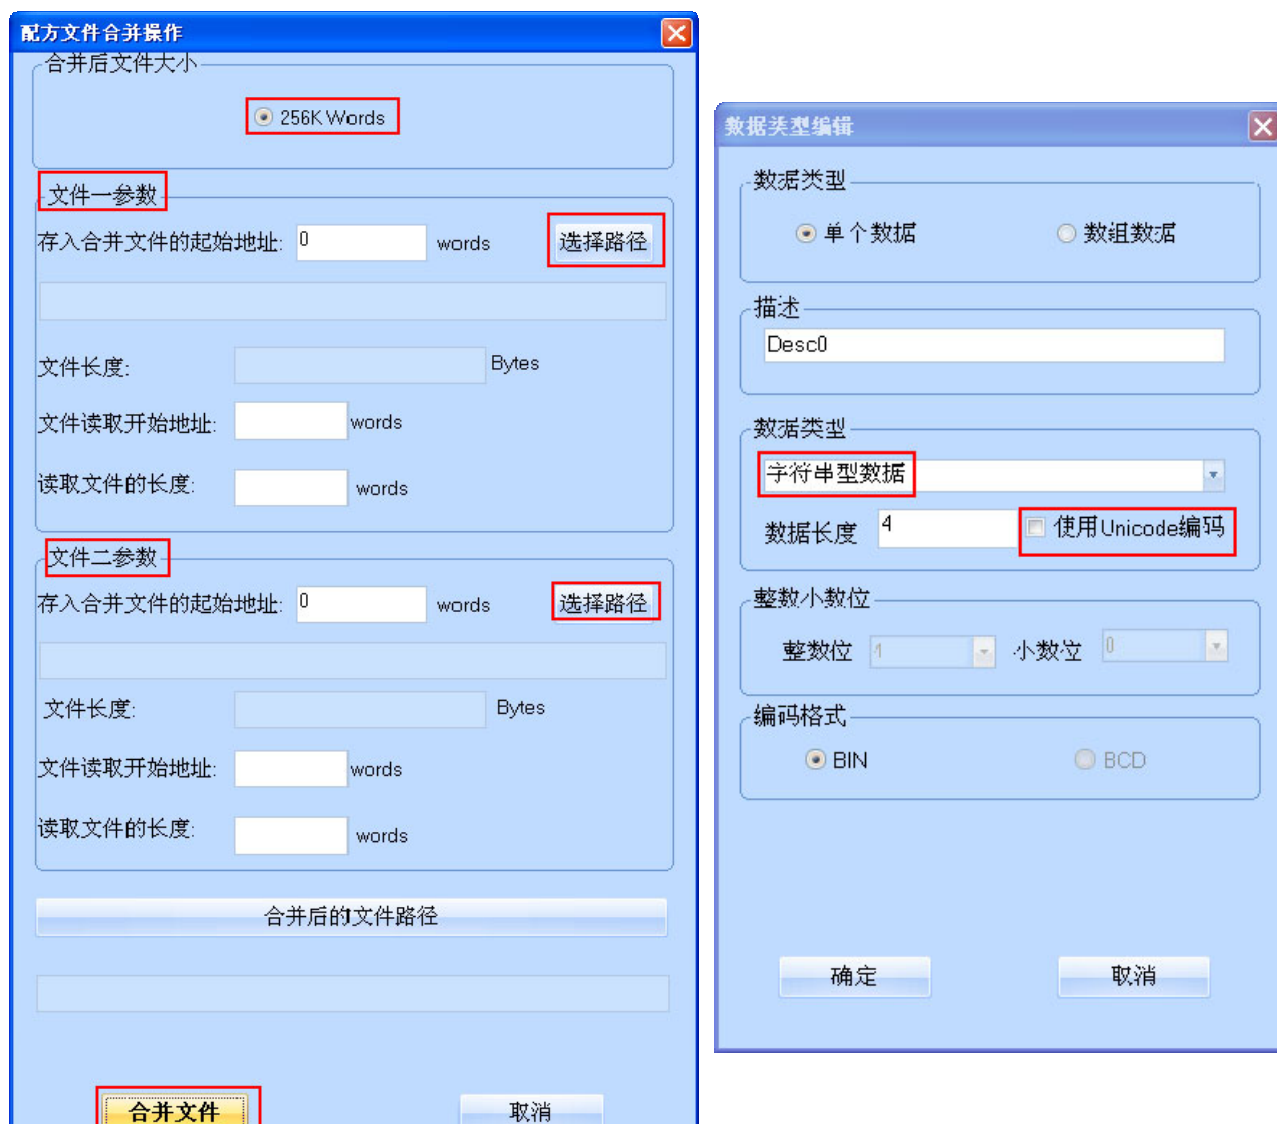 配方文件合并操作
合并后文件大小
256K Words
文件一参数
存入合并文件的起始地址: 0 words 选择路径
文件长度: Bytes
文件读取开始地址: words
读取文件的长度: words
文件二参数
存入合并文件的起始地址: 0 words 选择路径
文件长度: Bytes
文件读取开始地址: words
读取文件的长度: words
合并后的文件路径
合并文件 取消
数据类型编辑
数据类型
单个数据 数组数据
描述
Desc0
数据类型
字符串型数据
数据长度 4 使用Unicode编码
整数小数位
整数位 4 小数位 0
编码格式
BIN BCD
确定 取消